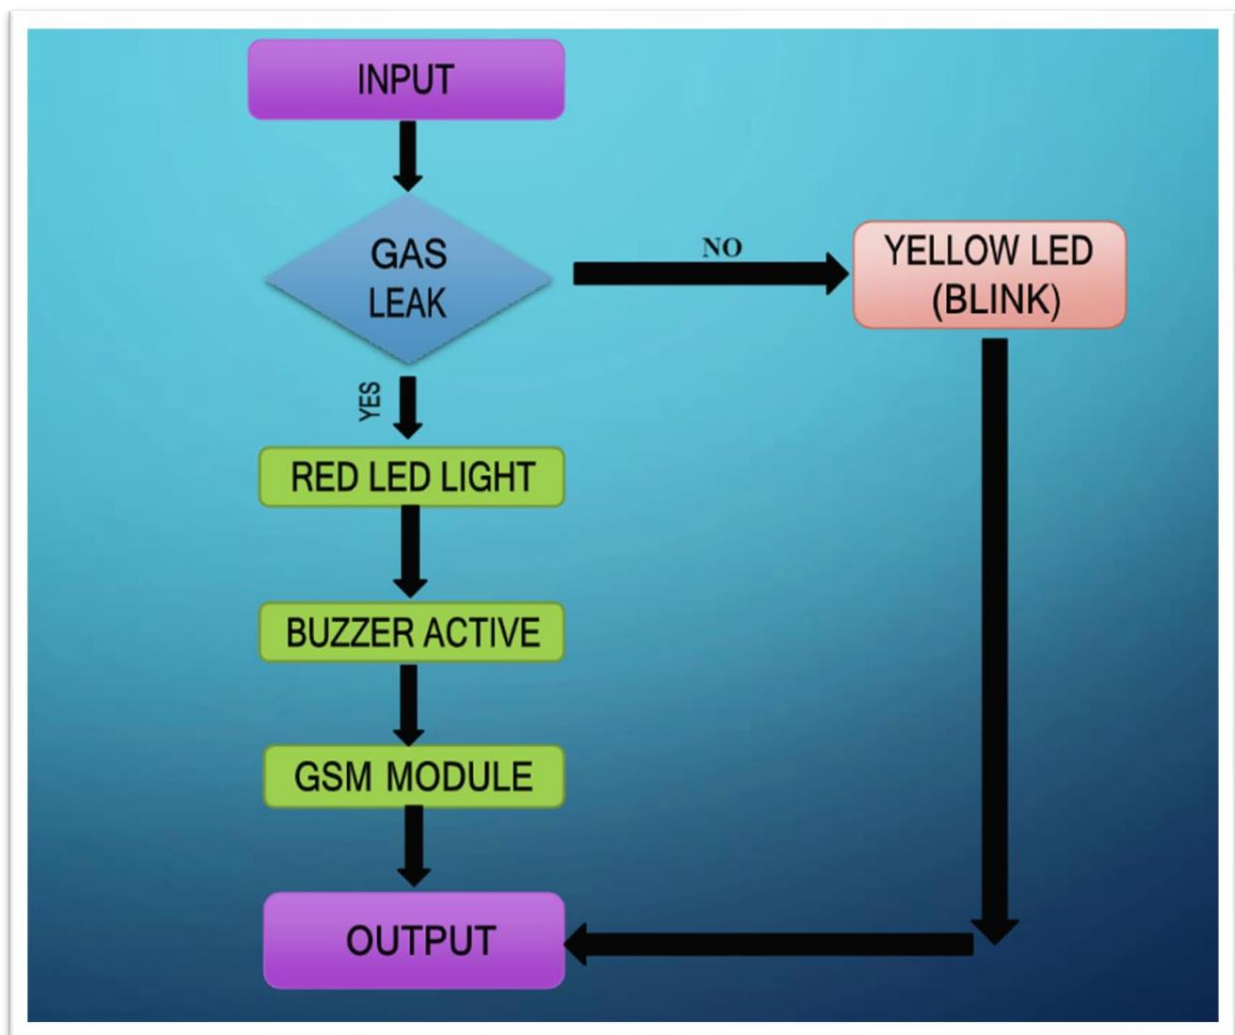 INPUT
GAS
LEAK
NO
YELLOW LED
(BLINK)
YES
RED LED LIGHT
BUZZER ACTIVE
GSM MODULE
OUTPUT